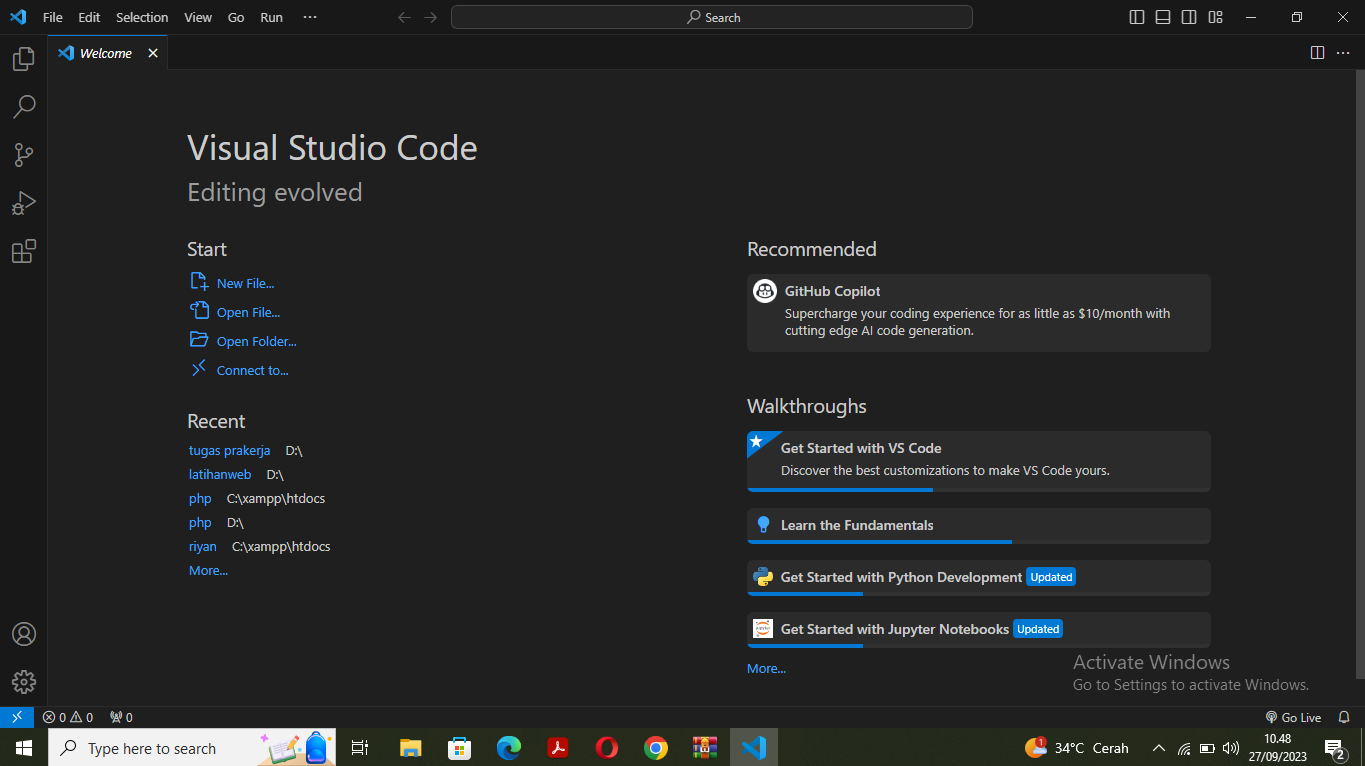 File Edit Selection View Go Run ···
Search
Welcome
Visual Studio Code
Editing evolved
Start
New File...
Open File...
Open Folder...
Connect to...
Recent
tugas prakerja D:\
latihanweb D:\
php C:\xampp\htdocs
php D:\
riyan C:\xampp\htdocs
More...
Recommended
GitHub Copilot
Supercharge your coding experience for as little as $10/month with
cutting edge AI code generation.
Walkthroughs
Get Started with VS Code
Discover the best customizations to make VS Code yours.
Learn the Fundamentals
Get Started with Python Development Updated
Get Started with Jupyter Notebooks Updated
More...
Activate Windows
Go to Settings to activate Windows.
0 0 0
Go Live
Type here to search
1
34°C Cerah
10.48
27/09/2023
2